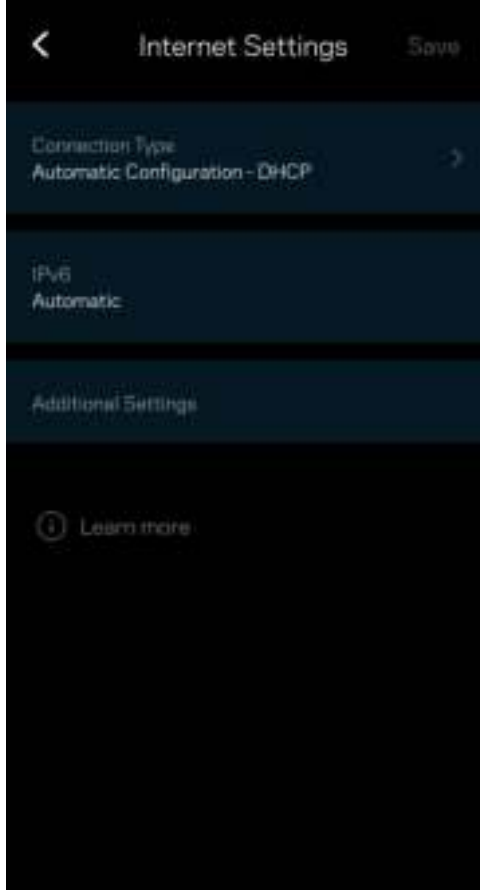 Internet Settings
Save
Connection Type
Automatic Configuration - DHCP
IPv6
Automatic
Additional Settings
Learn more